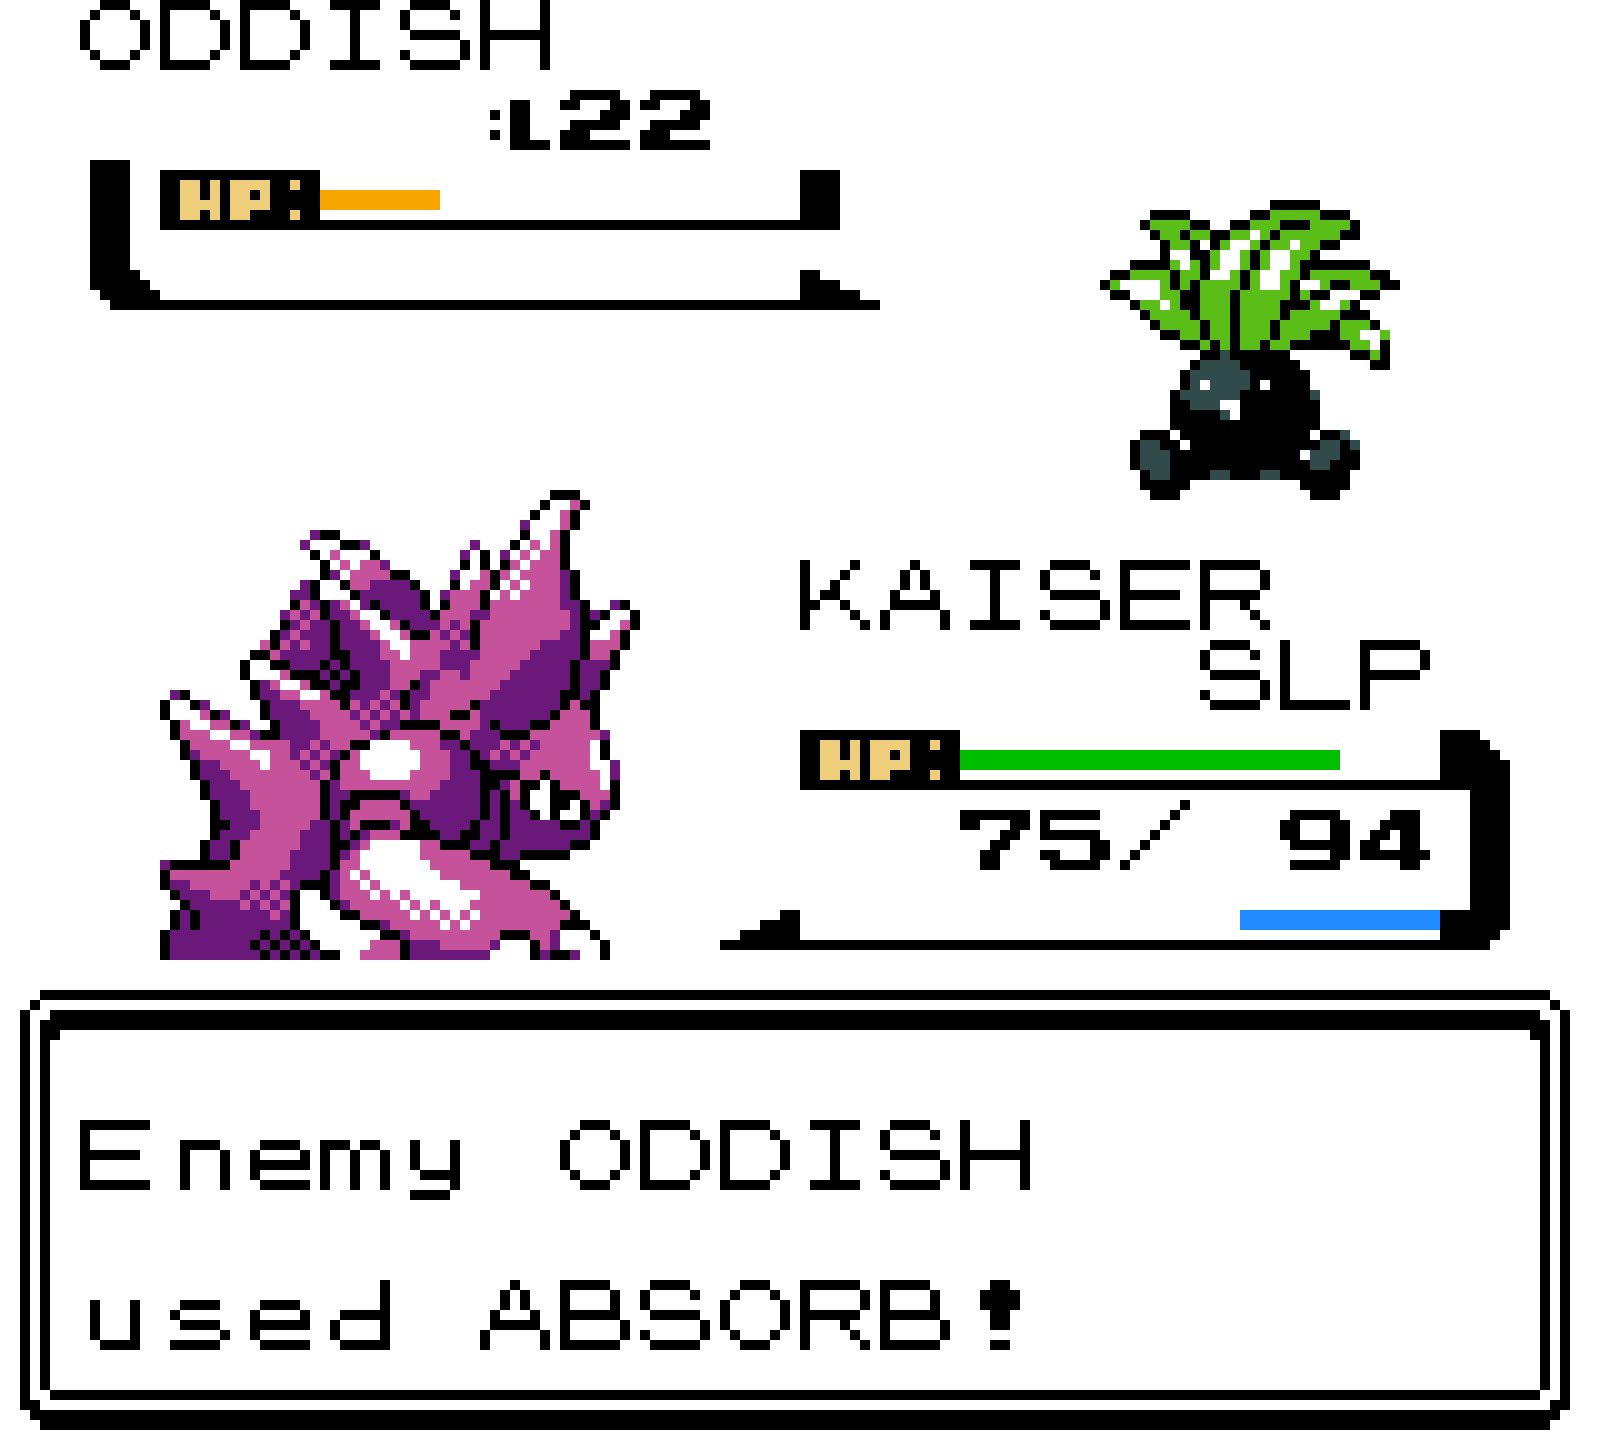 ODDISH
:L22
HP:
KAISER
SLP
HP:
75/ 94
Enemy ODDISH
used ABSORB!